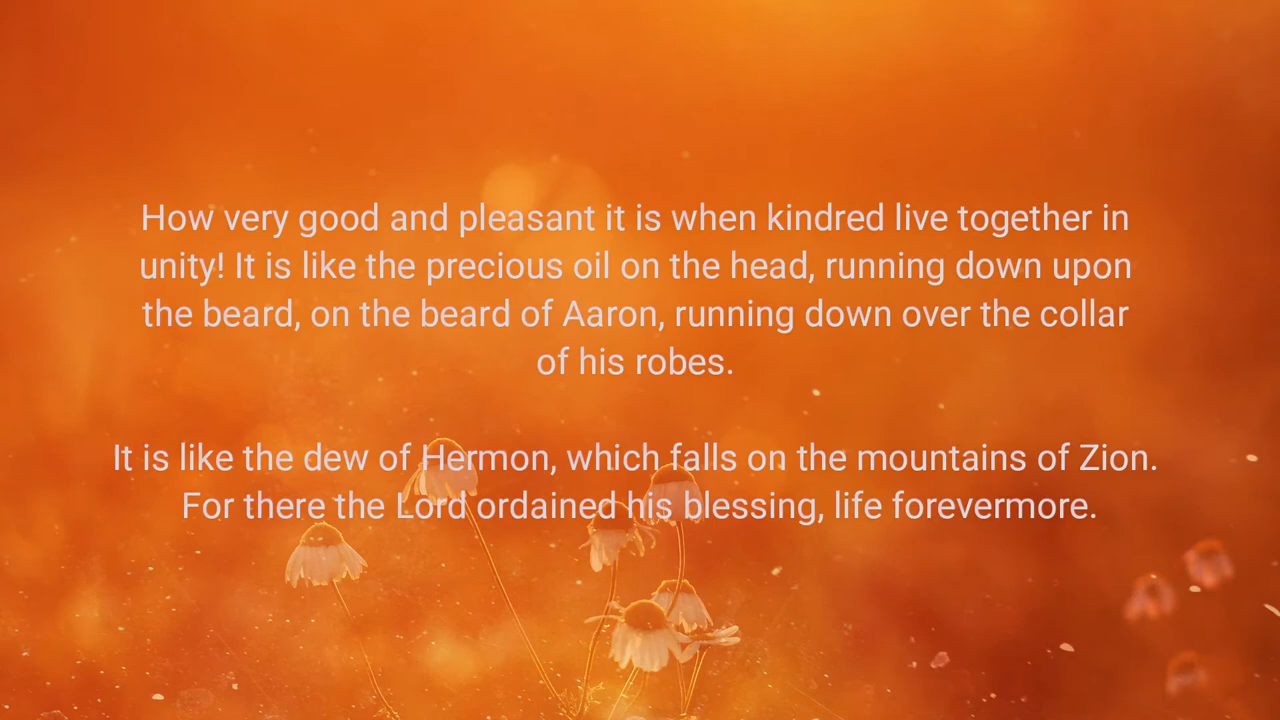 How very good and pleasant it is when kindred live together in
unity! It is like the precious oil on the head, running down upon
the beard, on the beard of Aaron, running down over the collar
of his robes.
It is like the dew of Hermon, which falls on the mountains of Zion.
For there the Lord ordained his blessing, life forevermore.